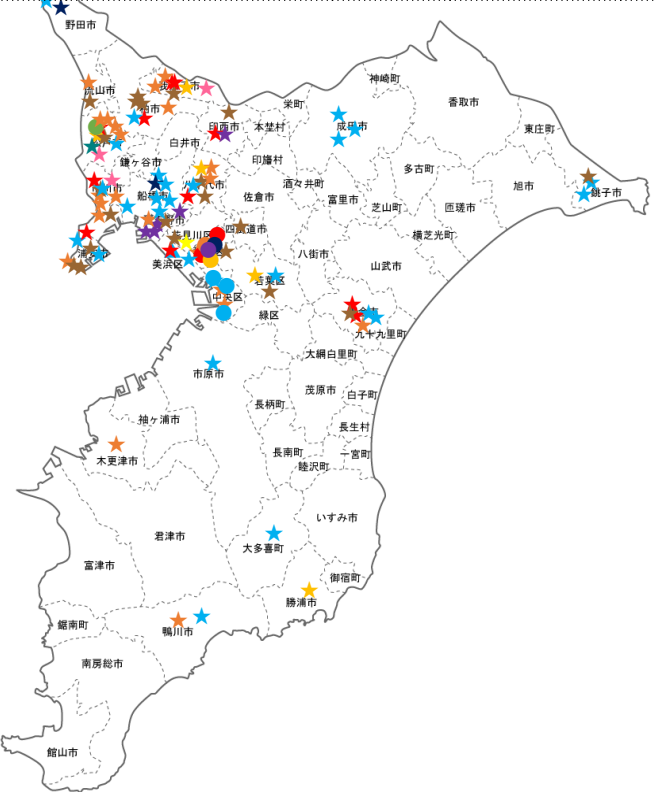 野田市
神崎町
香取市
栄町
成田市
東庄町
印西市
本埜村
白井市
印旛村
鎌ヶ谷市
多古町
酒々井町
旭市
銚子市
佐倉市
富里市
芝山町
匝瑳市
四街道市
横芝光町
八街市
美浜区
山武市
若葉区
中央区
緑区
九十九里町
大網白里町
市原市
茂原市
白子町
長柄町
袖ヶ浦市
長生村
長南町
一宮町
木更津市
睦沢町
いすみ市
君津市
大多喜町
富津市
御宿町
勝浦市
鋸南町
鴨川市
南房総市
館山市